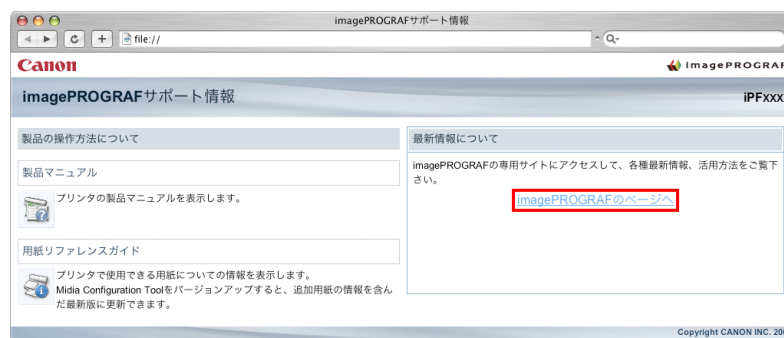 imagePROGRAFサポート情報
file://
Q-
Canon
imagePROGRAF
imagePROGRAFサポート情報
iPFxxx
製品の操作方法について
製品マニュアル
プリンタの製品マニュアルを表示します。
用紙リファレンスガイド
プリンタで使用できる用紙についての情報を表示します。
Midia Configuration Toolをバージョンアップすると、追加用紙の情報を含ん
だ最新版に更新できます。
最新情報について
imagePROGRAFの専用サイトにアクセスして、各種最新情報、活用方法をご覧下
さい。
imagePROGRAFのページへ
Copyright CANON INC.